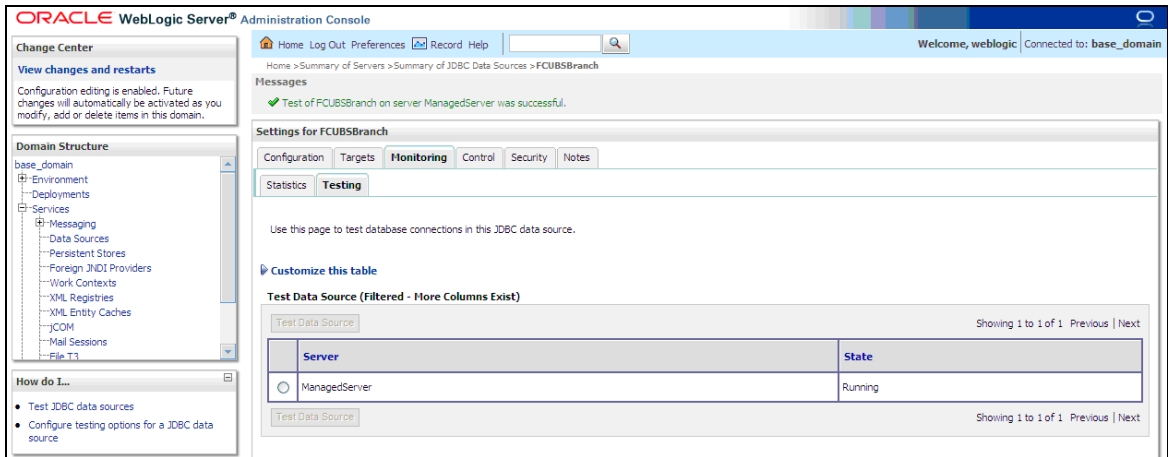 ORACLE WebLogic Server® Administration Console
Change Center
View changes and restarts
Configuration editing is enabled. Future
changes will automatically be activated as you
modify, add or delete items in this domain.
Domain Structure
base_domain
Environment
Deployments
Services
Messaging
Data Sources
Persistent Stores
Foreign JNDI Providers
Work Contexts
XML Registries
XML Entity Caches
jCOM
Mail Sessions
File T3
How do I...
Test JDBC data sources
Configure testing options for a JDBC data
source
Home Log Out Preferences Record Help
Welcome, weblogic Connected to: base_domain
Home >Summary of Servers >Summary of JDBC Data Sources >FCUBSBranch
Messages
Test of FCUBSBranch on server ManagedServer was successful.
Settings for FCUBSBranch
Configuration Targets Monitoring Control Security Notes
Statistics Testing
Use this page to test database connections in this JDBC data source.
Customize this table
Test Data Source (Filtered - More Columns Exist)
Test Data Source Showing 1 to 1 of 1 Previous | Next
Server State
ManagedServer Running
Test Data Source Showing 1 to 1 of 1 Previous | Next